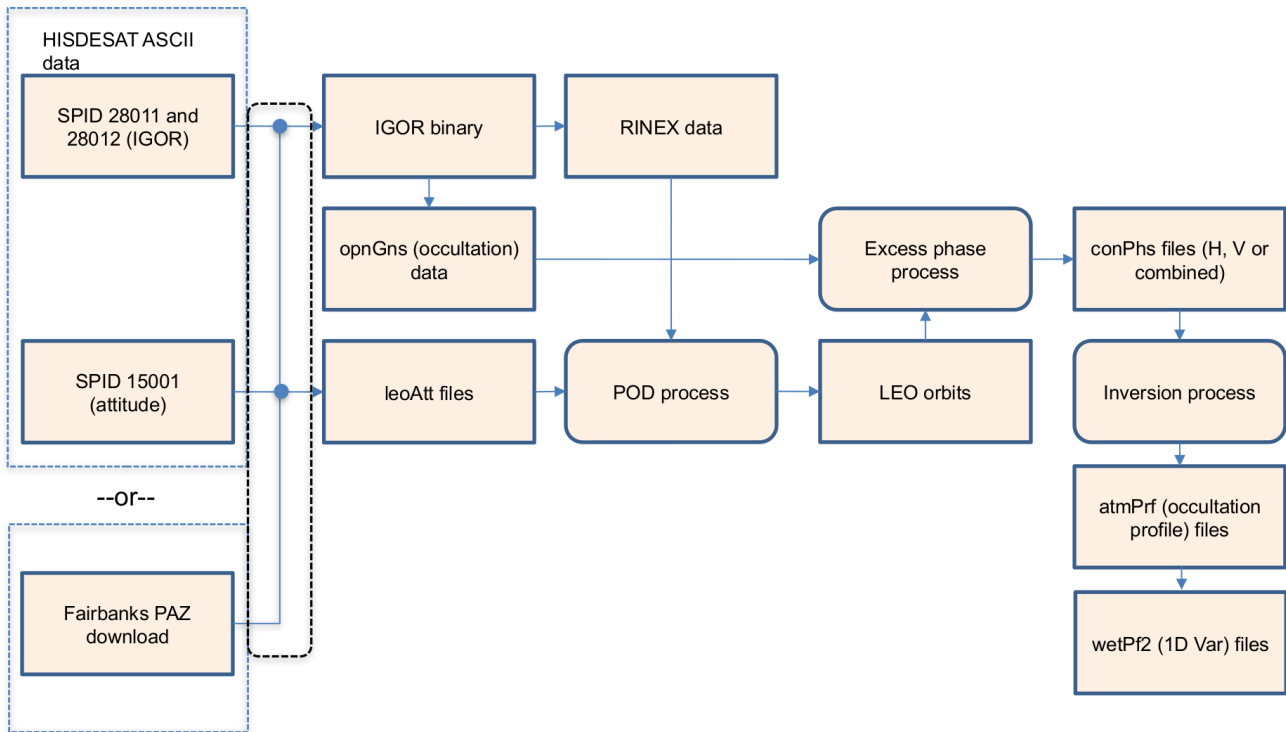 HISDESAT ASCII
data
SPID 28011 and
28012 (IGOR)
IGOR binary
RINEX data
opnGns (occultation)
data
Excess phase
process
conPhs files (H, V or
combined)
SPID 15001
(attitude)
leoAtt files
POD process
LEO orbits
Inversion process
--or--
atmPrf (occultation
profile) files
Fairbanks PAZ
download
wetPf2 (1D Var) files